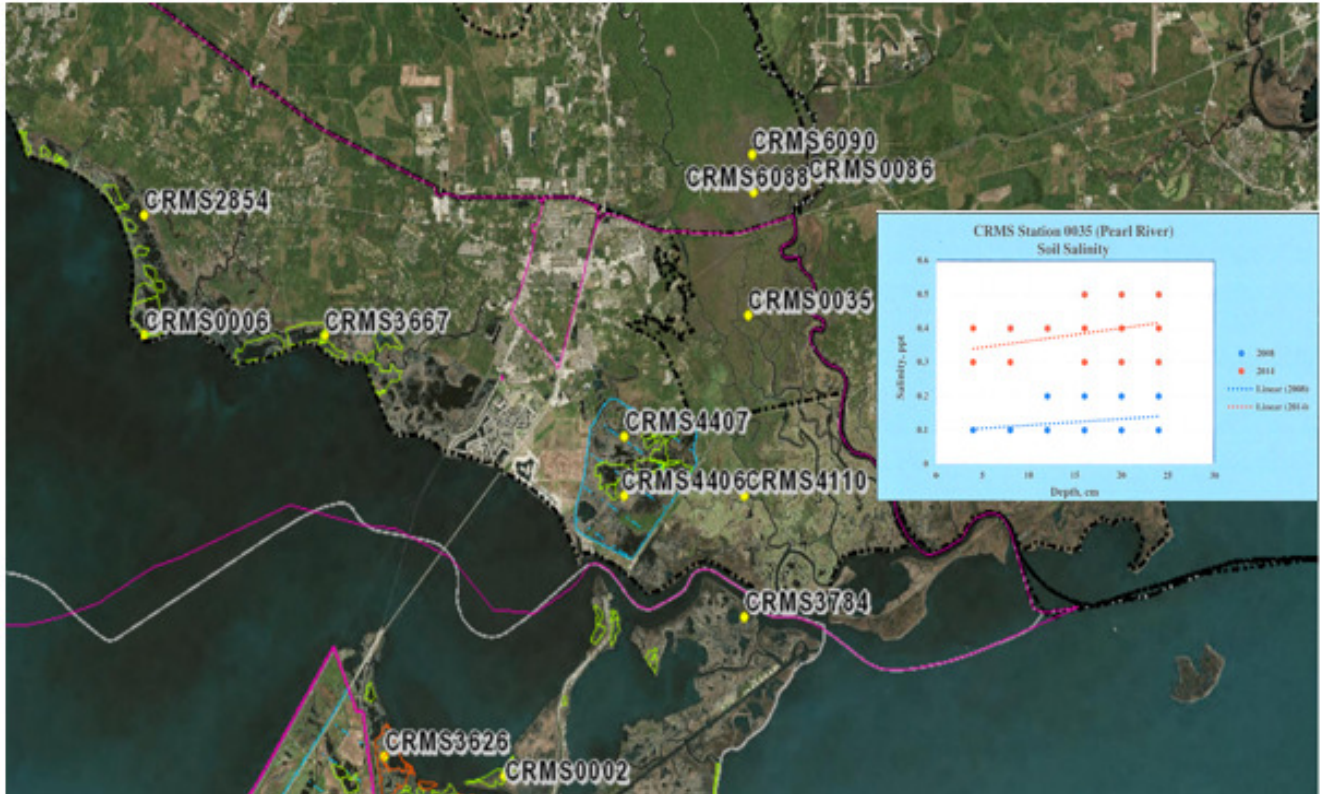 CRMS6090
CRMS6088
CRMS0086
CRMS2854
CRMS Station 0035 (Pearl River)
Soil Salinity
0.6
0.5
0.4
0.3
0.2
0.1
0
0 5 10 15 20 25 30
Salinity, ppt
Depth, cm
2008
2014
Linear (2008)
Linear (2014)
CRMS0035
CRMS0006
CRMS3667
CRMS4407
CRMS4406
CRMS4110
CRMS3784
CRMS3626
CRMS0002